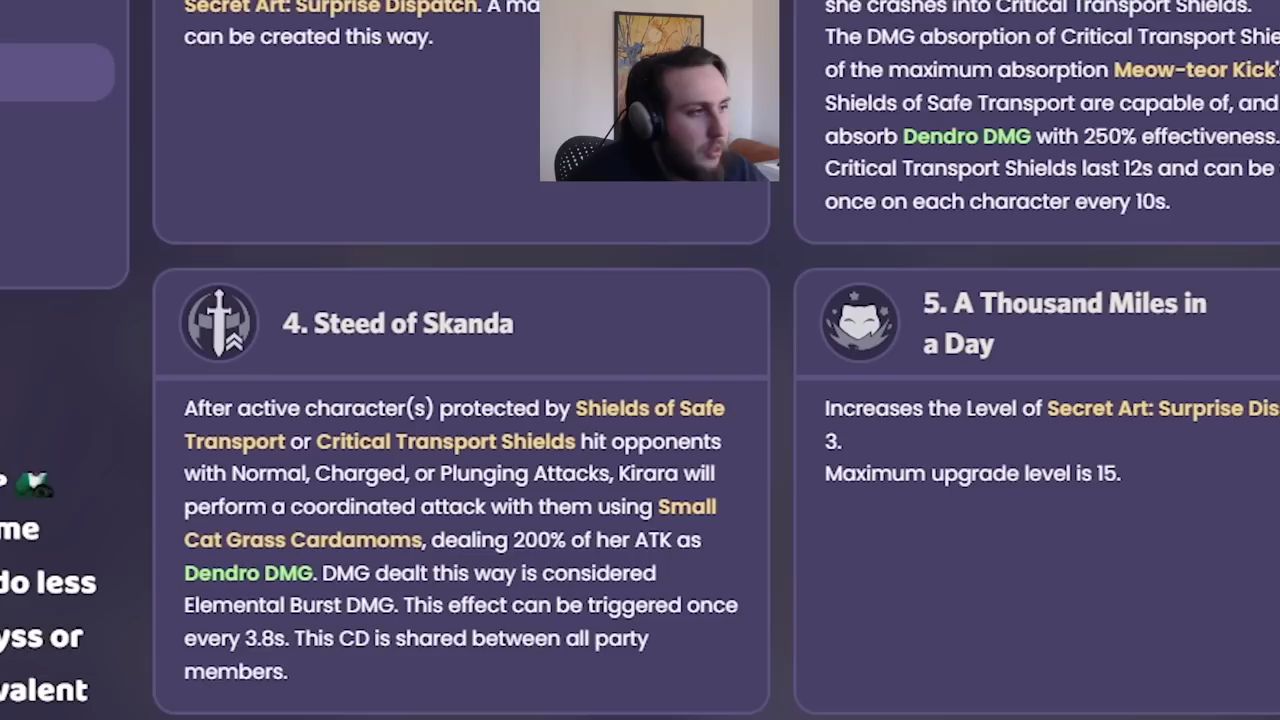 Secret Art: Surprise Dispatch. A ma
can be created this way.
she crashes into Critical Transport Shields.
The DMG absorption of Critical Transport Shie
of the maximum absorption Meow-teor Kick'
Shields of Safe Transport are capable of, and
absorb Dendro DMG with 250% effectiveness.
Critical Transport Shields last 12s and can be
once on each character every 10s.
4. Steed of Skanda
After active character(s) protected by Shields of Safe
Transport or Critical Transport Shields hit opponents
with Normal, Charged, or Plunging Attacks, Kirara will
perform a coordinated attack with them using Small
Cat Grass Cardamoms, dealing 200% of her ATK as
Dendro DMG. DMG dealt this way is considered
Elemental Burst DMG. This effect can be triggered once
every 3.8s. This CD is shared between all party
members.
5. A Thousand Miles in
a Day
Increases the Level of Secret Art: Surprise Dis
3.
Maximum upgrade level is 15.
me
do less
yss or
valent